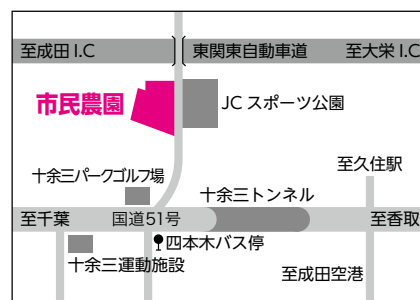 至成田 I.C
東関東自動車道
至大栄 I.C
市民農園
JC スポーツ公園
至久住駅
十余三パークゴルフ場
十余三トンネル
至千葉
国道51号
至香取
四本木バス停
十余三運動施設
至成田空港